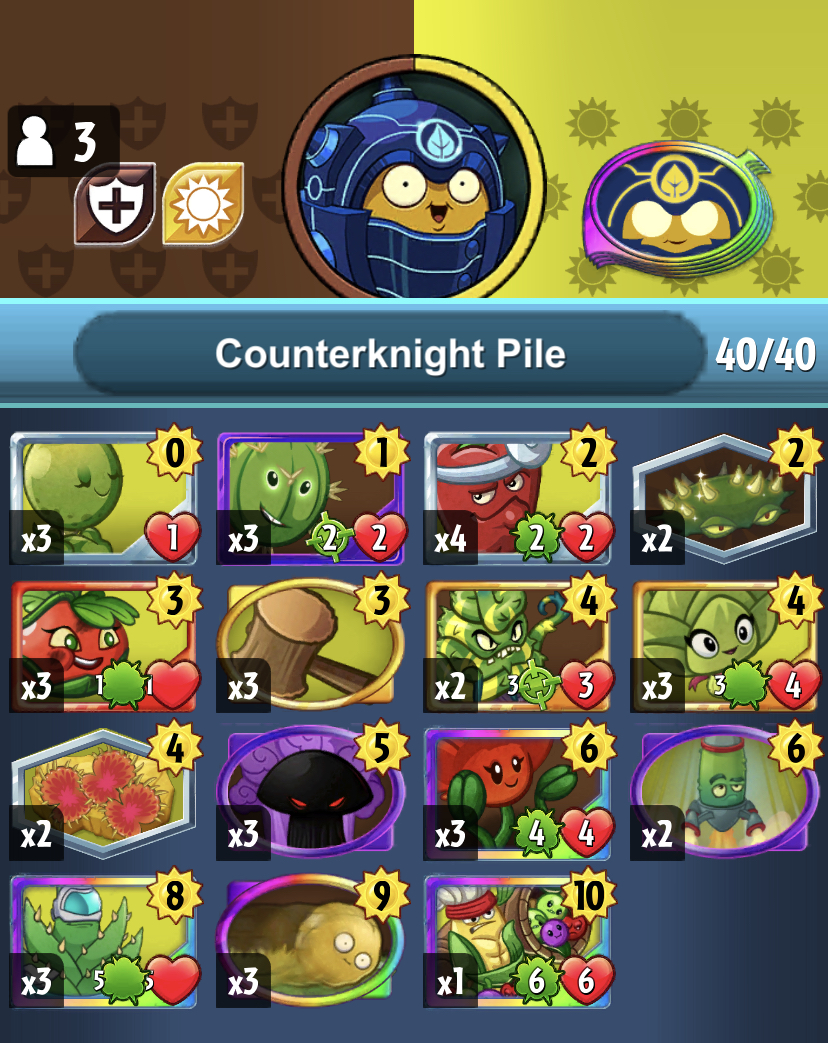 3
Counterknight Pile
40/40
0 1 2 2
x3 1 x3 2 2 x4 2 2 x2
3 3 4 4
x3 1 1 x3 x2 3 3 x3 3 4
4 5 6 6
x2 x3 x3 4 4 x2
8 9 10
x3 5 5 x3 x1 6 6